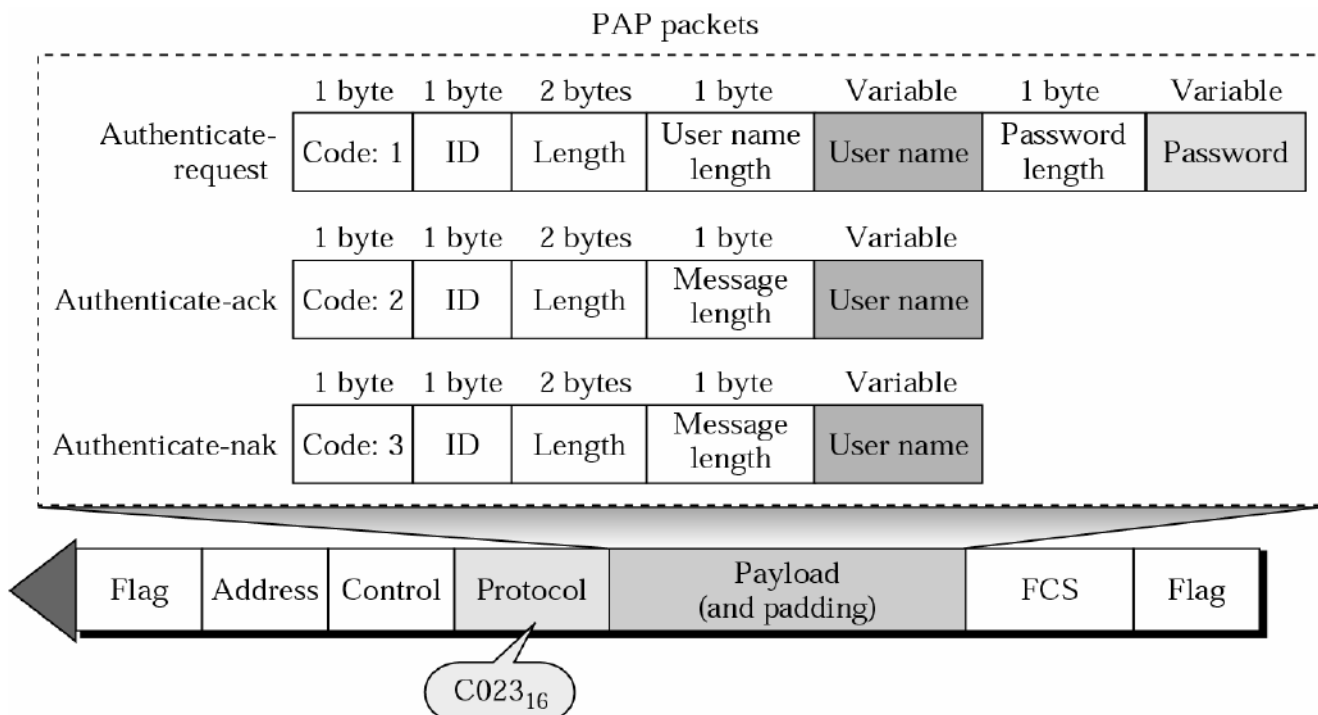 PAP packets
1 byte 1 byte 2 bytes 1 byte Variable 1 byte Variable
Authenticate-
request
Code: 1 ID Length User name
length User name Password
length Password
1 byte 1 byte 2 bytes 1 byte Variable
Authenticate-ack Code: 2 ID Length Message
length User name
1 byte 1 byte 2 bytes 1 byte Variable
Authenticate-nak Code: 3 ID Length Message
length User name
Flag Address Control Protocol Payload
(and padding) FCS Flag
C023₁₆